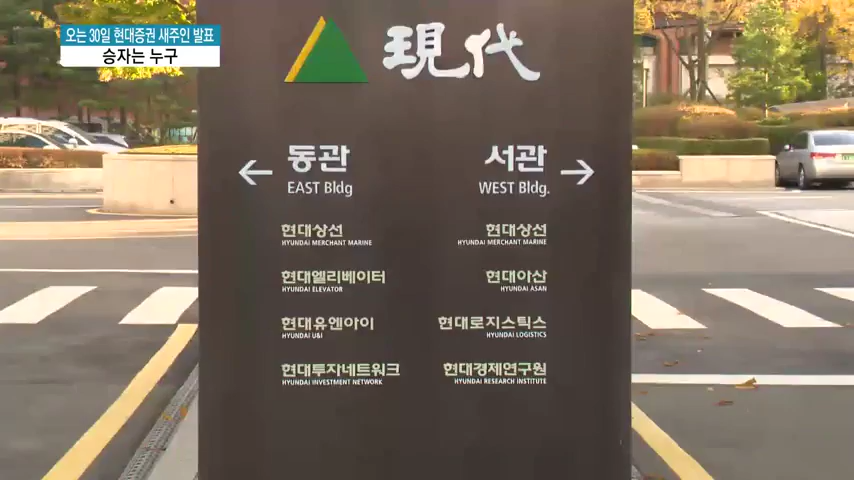 오는 30일 현대증권 새주인 발표
승자는 누구
現代
동관
EAST Bldg
서관
WEST Bldg.
현대상선
HYUNDAI MERCHANT MARINE
현대엘리베이터
HYUNDAI ELEVATOR
현대유엔아이
HYUNDAI U&I
현대투자네트워크
HYUNDAI INVESTMENT NETWORK
현대상선
HYUNDAI MERCHANT MARINE
현대아산
HYUNDAI ASAN
현대로지스틱스
HYUNDAI LOGISTICS
현대경제연구원
HYUNDAI RESEARCH INSTITUTE